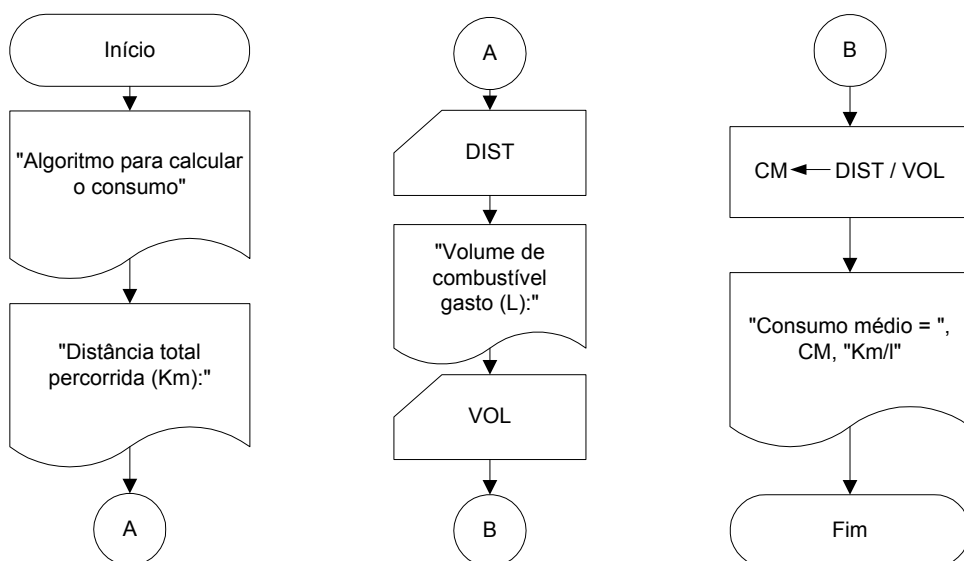 Início
"Algoritmo para calcular
o consumo"
"Distância total
percorrida (Km):"
A
A
DIST
"Volume de
combustível
gasto (L):"
VOL
B
B
CM ← DIST / VOL
"Consumo médio = ",
CM, "Km/l"
Fim